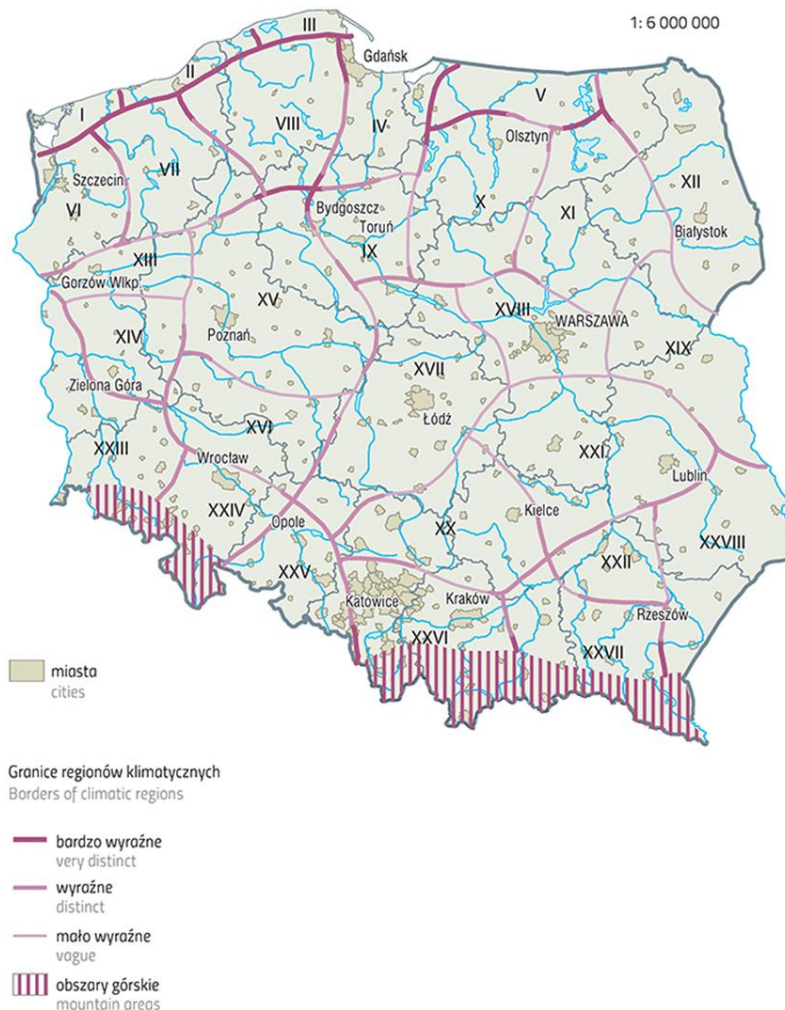 1: 6 000 000
III
Gdańsk
II
I
V
VIII
IV
Olsztyn
VII
Szczecin
XII
VI
X
Bydgoszcz
XI
Toruń
Białystok
IX
XIII
Gorzów Wlkp.
XV
XVIII
WARSZAWA
XIV
Poznań
XIX
XVII
Zielona Góra
Łódź
XVI
XXIII
Wrocław
XXI
Lublin
XXIV
Kielce
Opole
XX
XXVIII
XXII
XXV
Katowice
Kraków
Rzeszów
XXVI
XXVII
miasta
cities
Granice regionów klimatycznych
Borders of climatic regions
bardzo wyraźne
very distinct
wyraźne
distinct
mało wyraźne
vague
obszary górskie
mountain areas